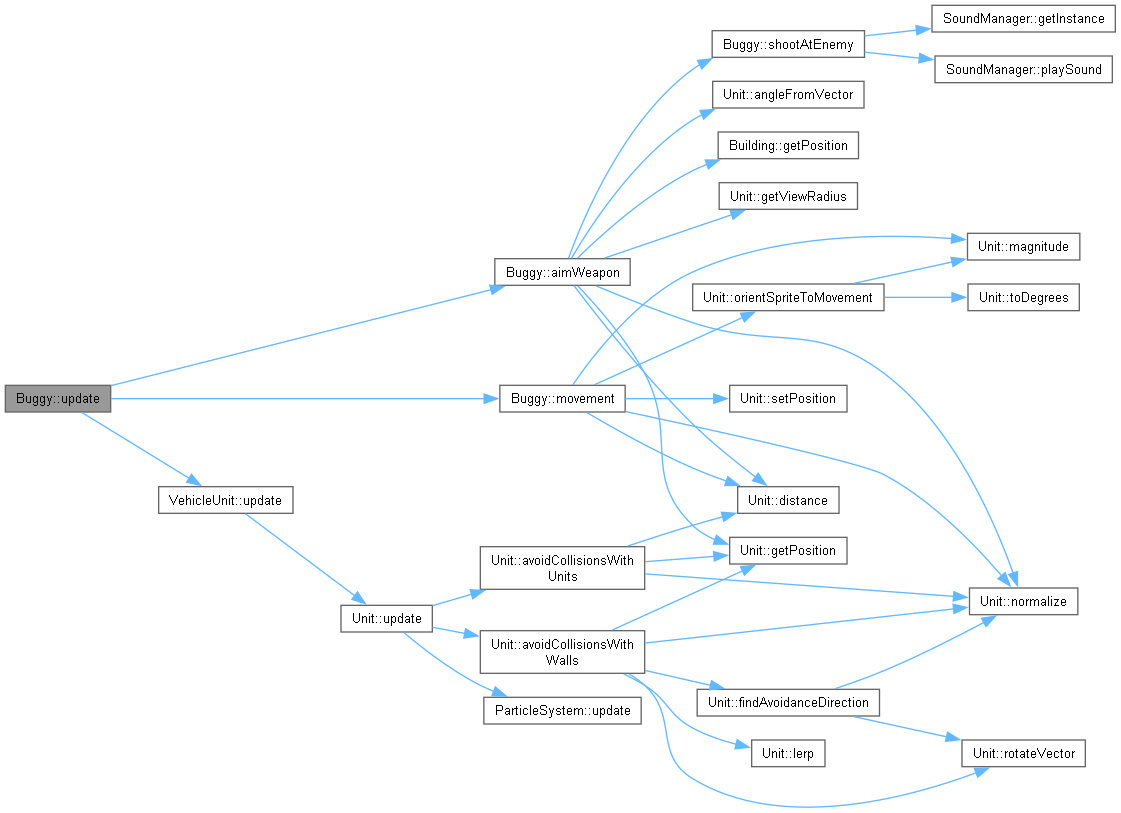 SoundManager::getInstance
Buggy::shootAtEnemy
SoundManager::playSound
Unit::angleFromVector
Building::getPosition
Unit::getViewRadius
Unit::magnitude
Buggy::aimWeapon
Unit::orientSpriteToMovement
Unit::toDegrees
Buggy::update
Buggy::movement
Unit::setPosition
VehicleUnit::update
Unit::distance
Unit::avoidCollisionsWith
Units
Unit::getPosition
Unit::update
Unit::normalize
Unit::avoidCollisionsWith
Walls
Unit::findAvoidanceDirection
ParticleSystem::update
Unit::lerp
Unit::rotateVector